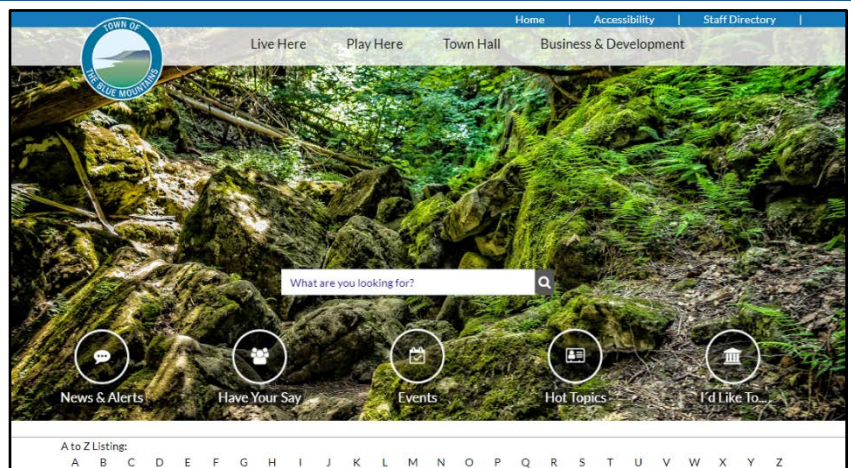 Home | Accessibility | Staff Directory |
TOWN OF
THE BLUE MOUNTAINS
Live Here Play Here Town Hall Business & Development
What are you looking for?
News & Alerts Have Your Say Events Hot Topics I'd Like To...
A to Z Listing:
A B C D E F G H I J K L M N O P Q R S T U V W X Y Z